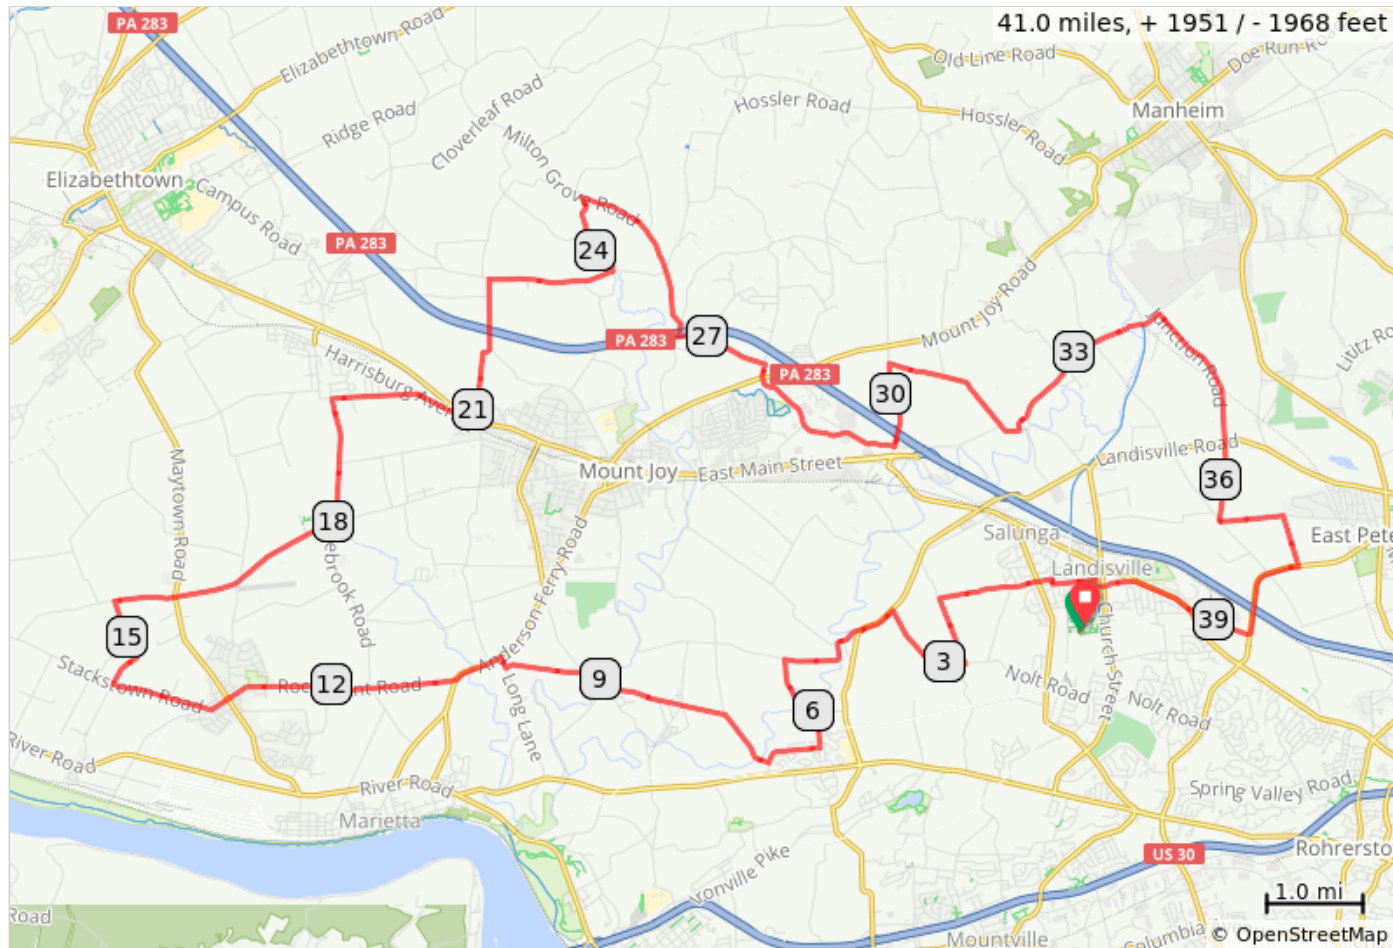 PA 283
41.0 miles, + 1951 / - 1968 feet
Elizabethtown Road
Old Line Road
Doe Run
Cloverleaf Road
Ridge Road
Hossler Road
Manheim
Hossler Road
Milton Grove Road
Elizabethtown
Campus Road
PA 283
24
PA 283
27
Mount Joy Road
Junction Road
33
PA 283
30
Harrisburg
21
Maytown Road
Mount Joy
East Main Street
Landisville Road
36
18
Salunga
Landisville
East Pete
ebrook Road
Anderson Ferry Road
15
39
3
Church Street
Stackstown Road
12
Road
9
Long Lane
6
Nolt Road
Nolt Road
River Road
River Road
Marietta
Spring Valley Road
US 30
Rohrersto
Ironville Pike
1.0 mi
Road
Mountville
Columbia
© OpenStreetMap